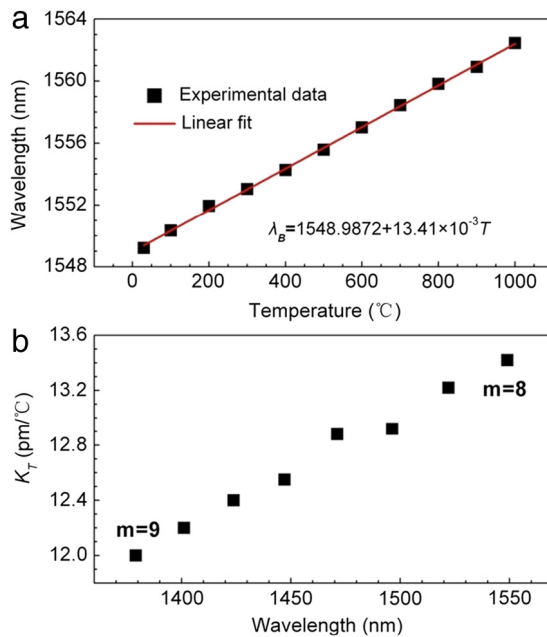 a
1564
1560
1556
1552
1548
Wavelength (nm)
Experimental data
Linear fit
λB=1548.9872+13.41×10-3T
0 200 400 600 800 1000
Temperature (℃)
b
13.6
13.2
12.8
12.4
12.0
KT (pm/℃)
m=8
m=9
1400 1450 1500 1550
Wavelength (nm)